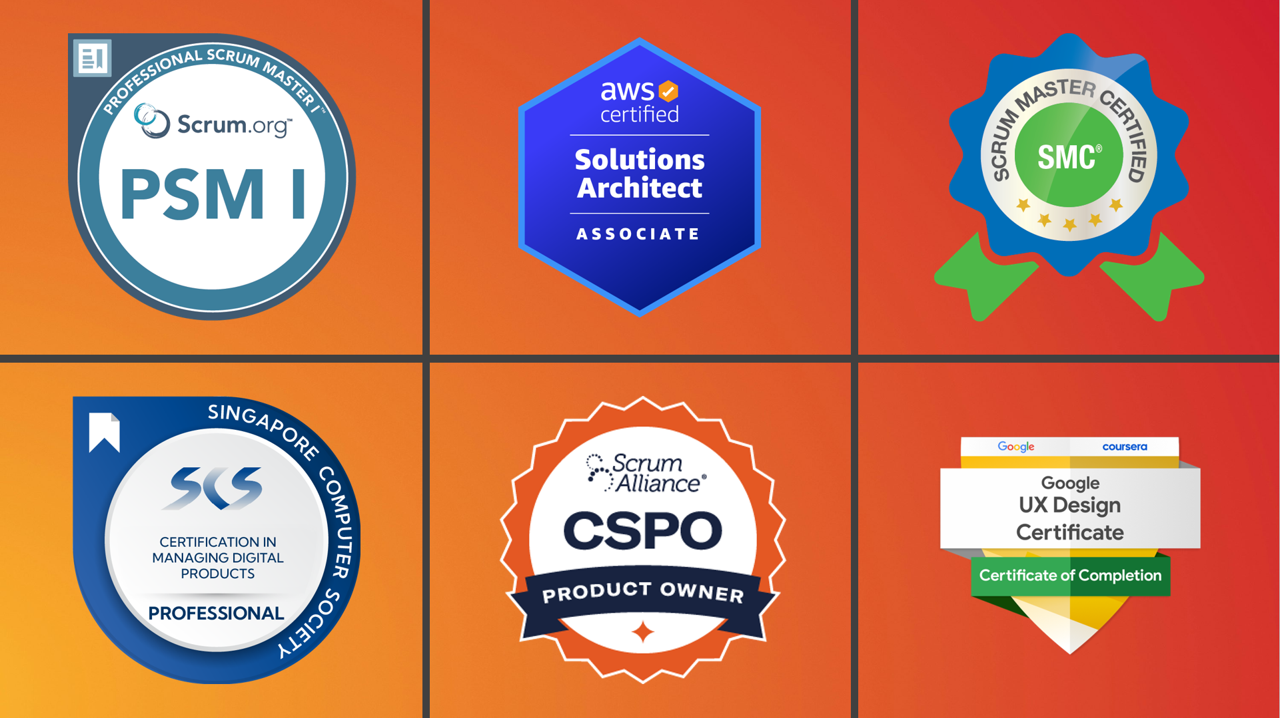 PROFESSIONAL SCRUM MASTER I™
Scrum.org™
PSM I
aws
certified
Solutions
Architect
ASSOCIATE
SCRUM MASTER CERTIFIED
SMC®
SINGAPORE COMPUTER SOCIETY
SCS
CERTIFICATION IN
MANAGING DIGITAL
PRODUCTS
PROFESSIONAL
Scrum
Alliance®
CSPO
PRODUCT OWNER
Google coursera
Google
UX Design
Certificate
Certificate of Completion